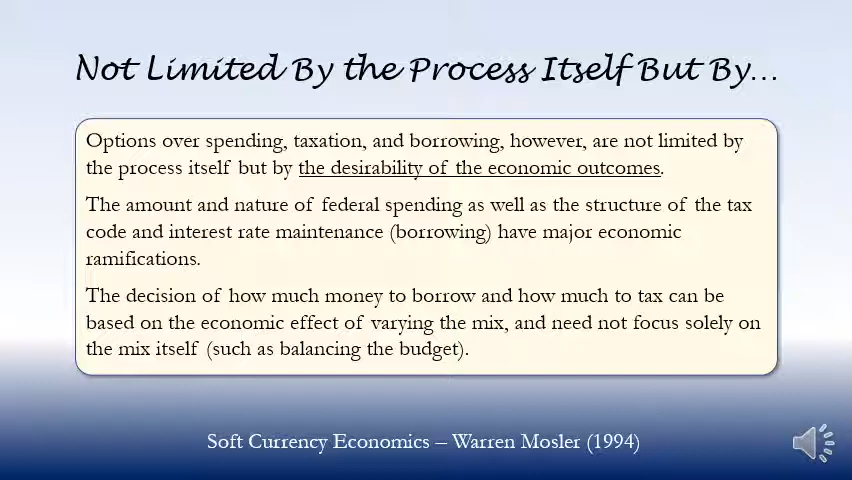 Not Limited By the Process Itself But By...
Options over spending, taxation, and borrowing, however, are not limited by
the process itself but by the desirability of the economic outcomes.
The amount and nature of federal spending as well as the structure of the tax
code and interest rate maintenance (borrowing) have major economic
ramifications.
The decision of how much money to borrow and how much to tax can be
based on the economic effect of varying the mix, and need not focus solely on
the mix itself (such as balancing the budget).
Soft Currency Economics – Warren Mosler (1994)